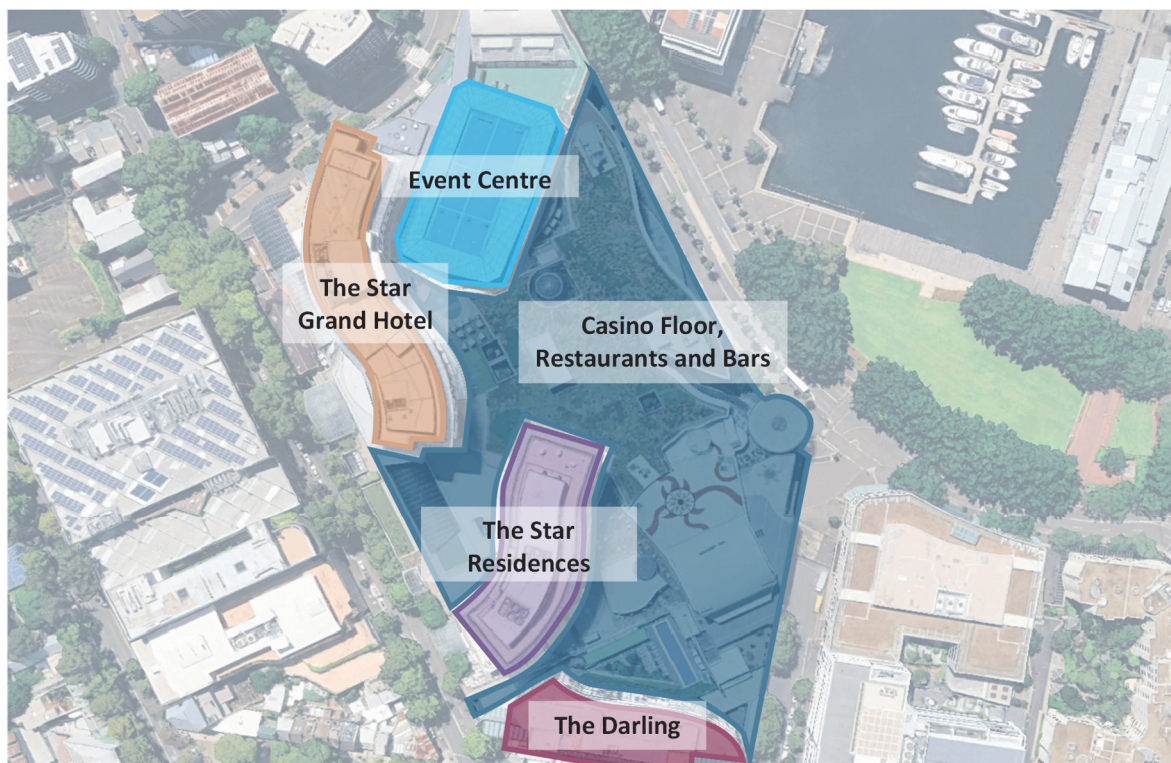 Event Centre
The Star
Grand Hotel
Casino Floor,
Restaurants and Bars
The Star
Residences
The Darling